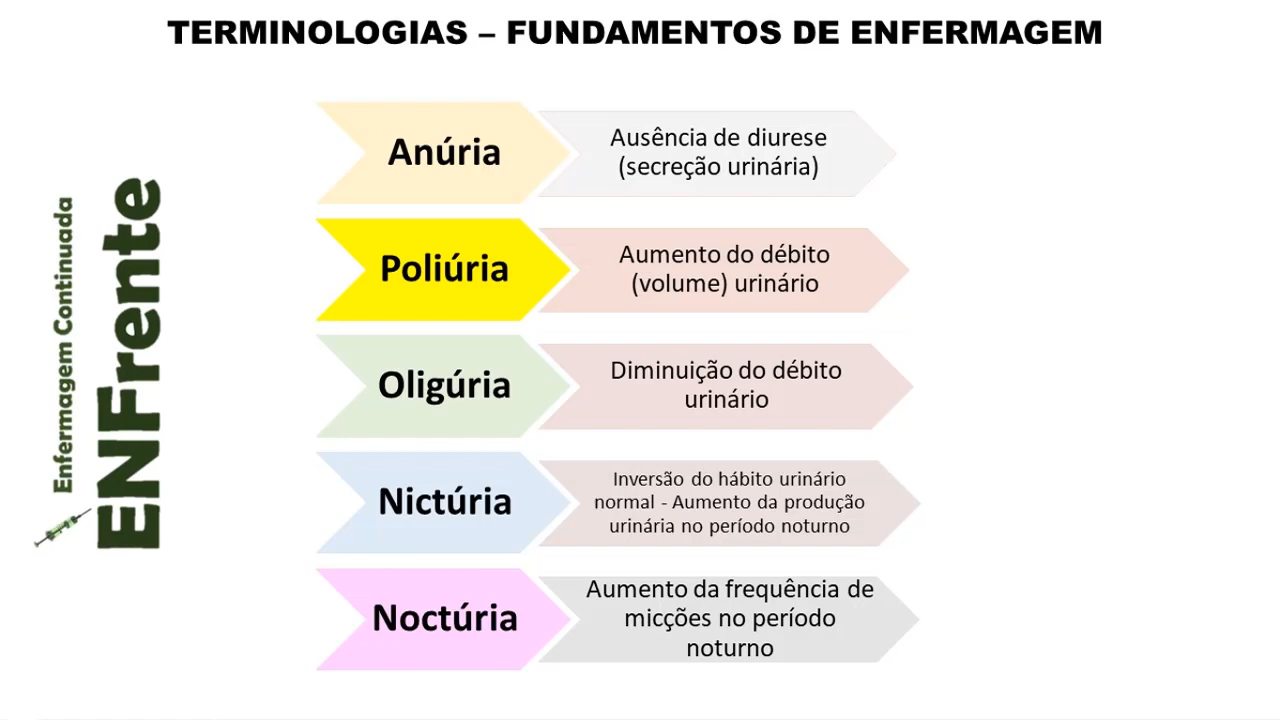 TERMINOLOGIAS – FUNDAMENTOS DE ENFERMAGEM
Enfermagem Continuada
ENFrente
Anúria
Ausência de diurese
(secreção urinária)
Poliúria
Aumento do débito
(volume) urinário
Oligúria
Diminuição do débito
urinário
Nictúria
Inversão do hábito urinário
normal - Aumento da produção
urinária no período noturno
Noctúria
Aumento da frequência de
micções no período
noturno